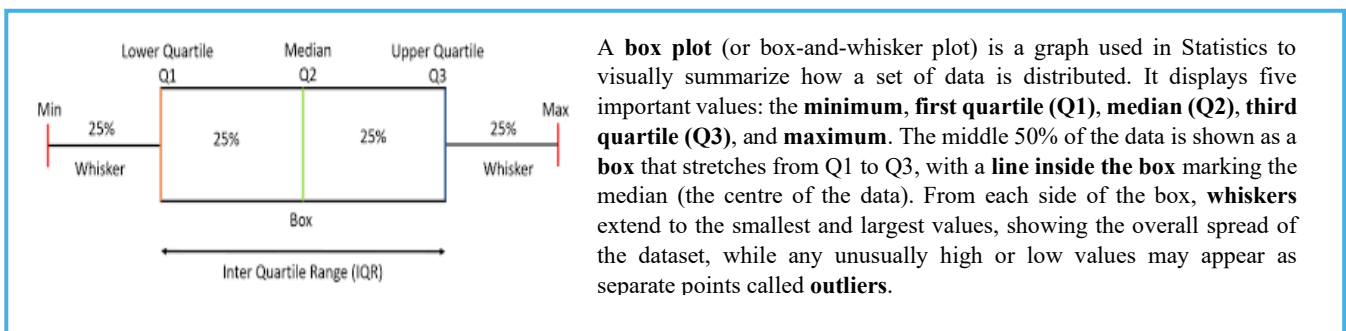 Lower Quartile
Q1
Median
Q2
Upper Quartile
Q3
Min
Max
25%
25%
25%
25%
Whisker
Whisker
Box
Inter Quartile Range (IQR)
A box plot (or box-and-whisker plot) is a graph used in Statistics to
visually summarize how a set of data is distributed. It displays five
important values: the minimum, first quartile (Q1), median (Q2), third
quartile (Q3), and maximum. The middle 50% of the data is shown as a
box that stretches from Q1 to Q3, with a line inside the box marking the
median (the centre of the data). From each side of the box, whiskers
extend to the smallest and largest values, showing the overall spread of
the dataset, while any unusually high or low values may appear as
separate points called outliers.